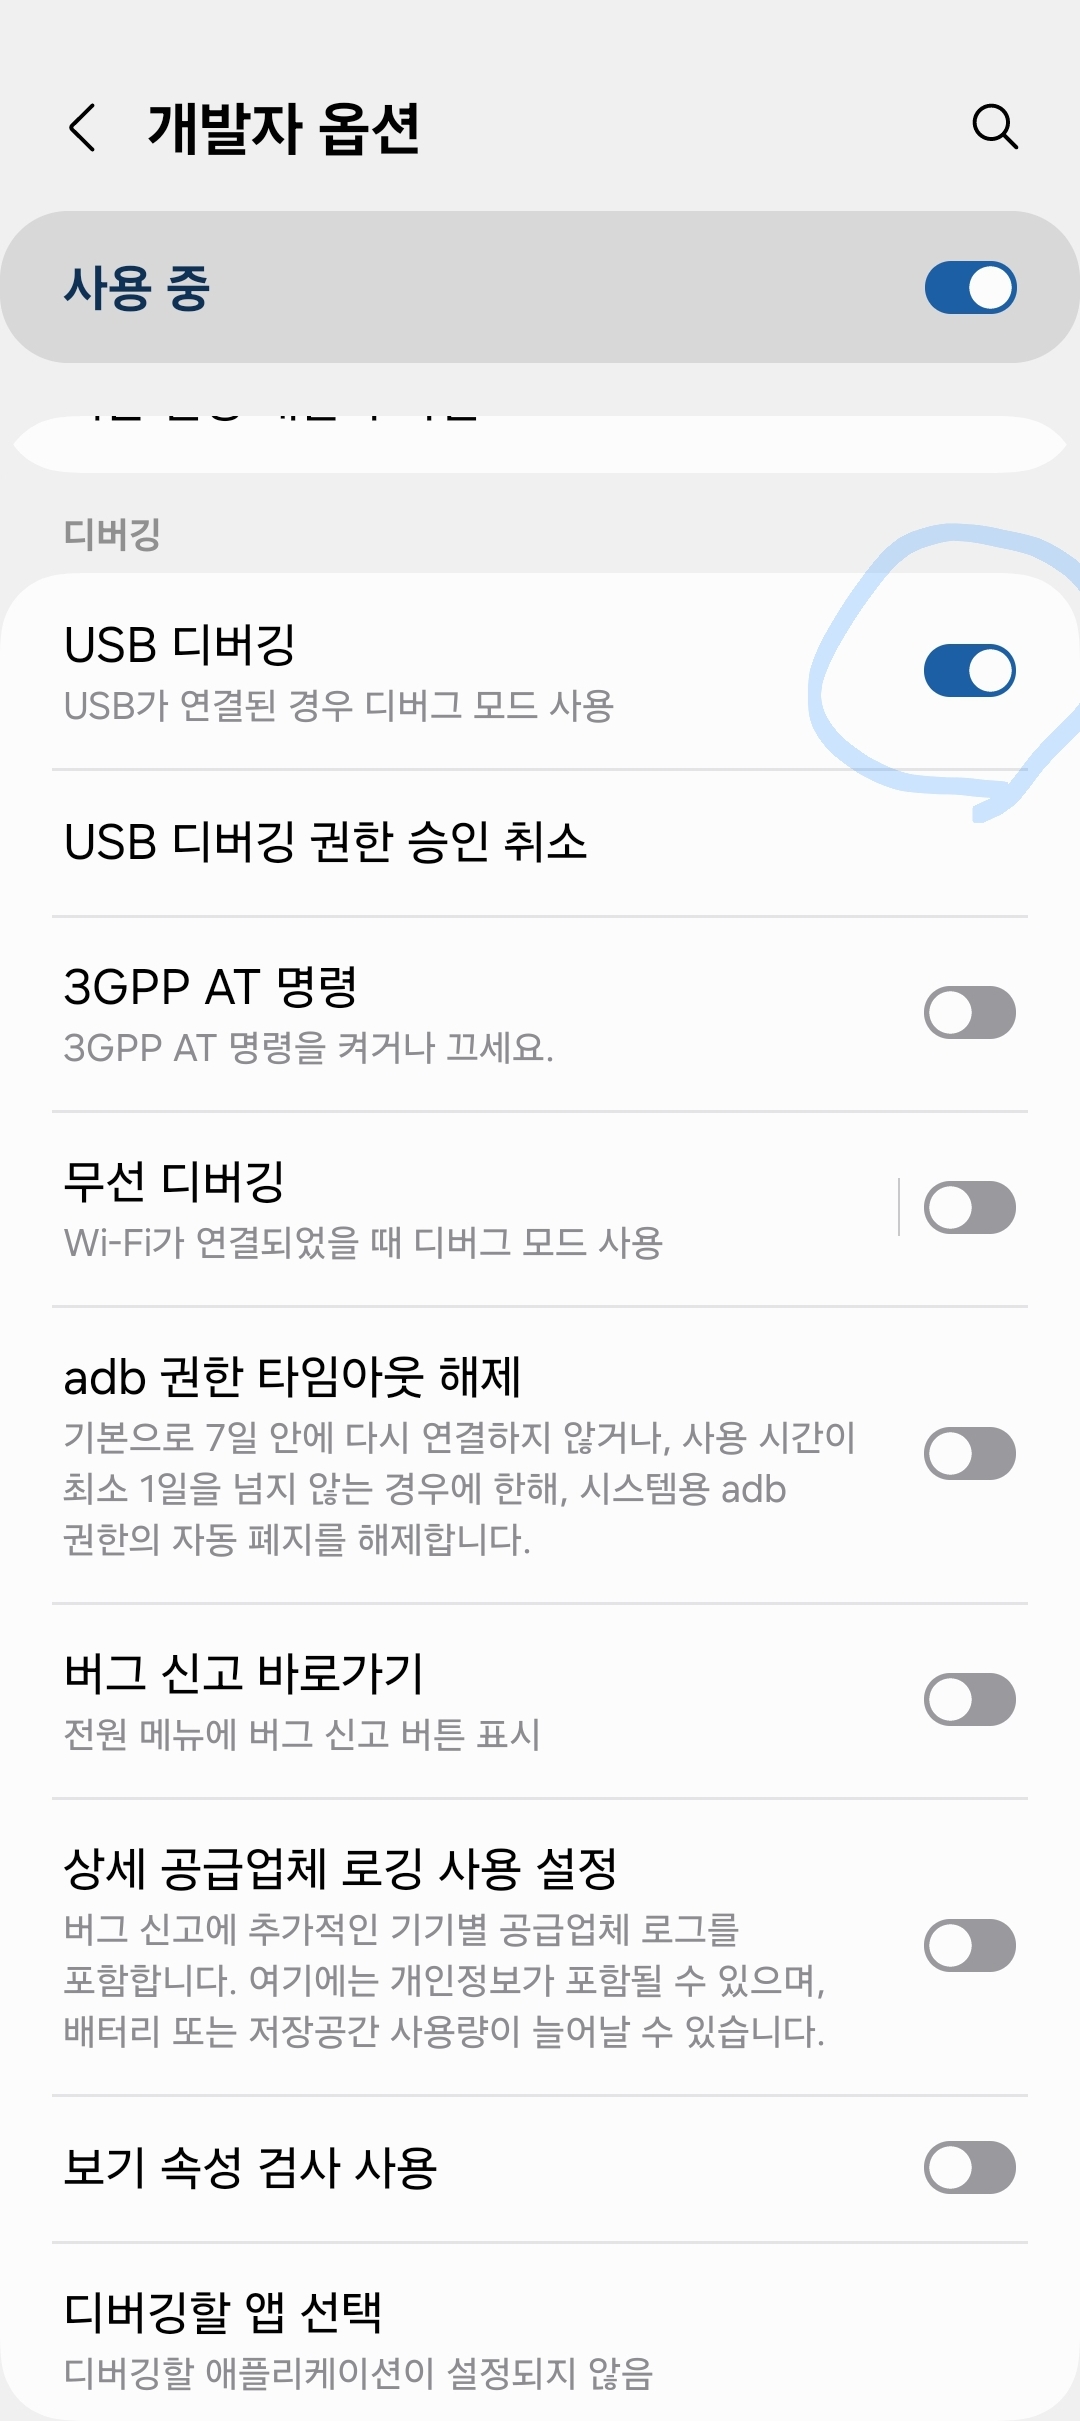 개발자 옵션
사용 중
디버깅
USB 디버깅
USB가 연결된 경우 디버그 모드 사용
USB 디버깅 권한 승인 취소
3GPP AT 명령
3GPP AT 명령을 켜거나 끄세요.
무선 디버깅
Wi-Fi가 연결되었을 때 디버그 모드 사용
adb 권한 타임아웃 해제
기본으로 7일 안에 다시 연결하지 않거나, 사용 시간이
최소 1일을 넘지 않는 경우에 한해, 시스템용 adb
권한의 자동 폐지를 해제합니다.
버그 신고 바로가기
전원 메뉴에 버그 신고 버튼 표시
상세 공급업체 로깅 사용 설정
버그 신고에 추가적인 기기별 공급업체 로그를
포함합니다. 여기에는 개인정보가 포함될 수 있으며,
배터리 또는 저장공간 사용량이 늘어날 수 있습니다.
보기 속성 검사 사용
디버깅할 앱 선택
디버깅할 애플리케이션이 설정되지 않음